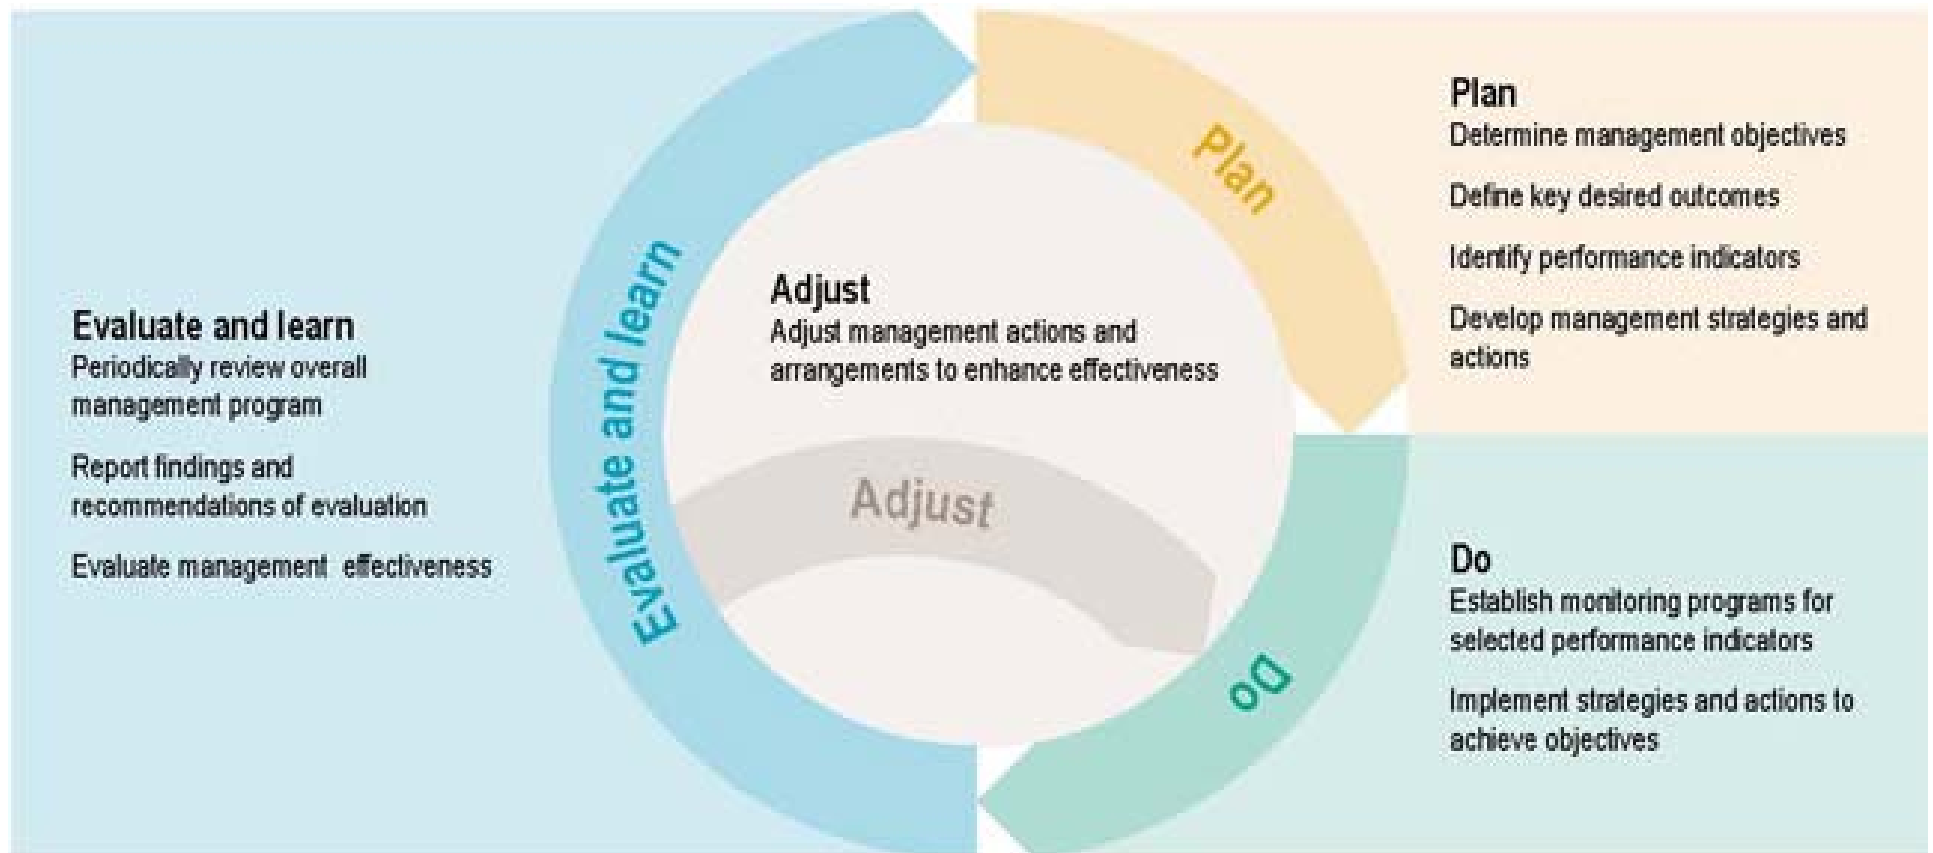 Plan
Plan
Determine management objectives
Define key desired outcomes
Identify performance indicators
Develop management strategies and
actions
Adjust
Adjust management actions and
arrangements to enhance effectiveness
Adjust
Evaluate and learn
Evaluate and learn
Periodically review overall
management program
Report findings and
recommendations of evaluation
Evaluate management effectiveness
Do
Do
Establish monitoring programs for
selected performance indicators
Implement strategies and actions to
achieve objectives